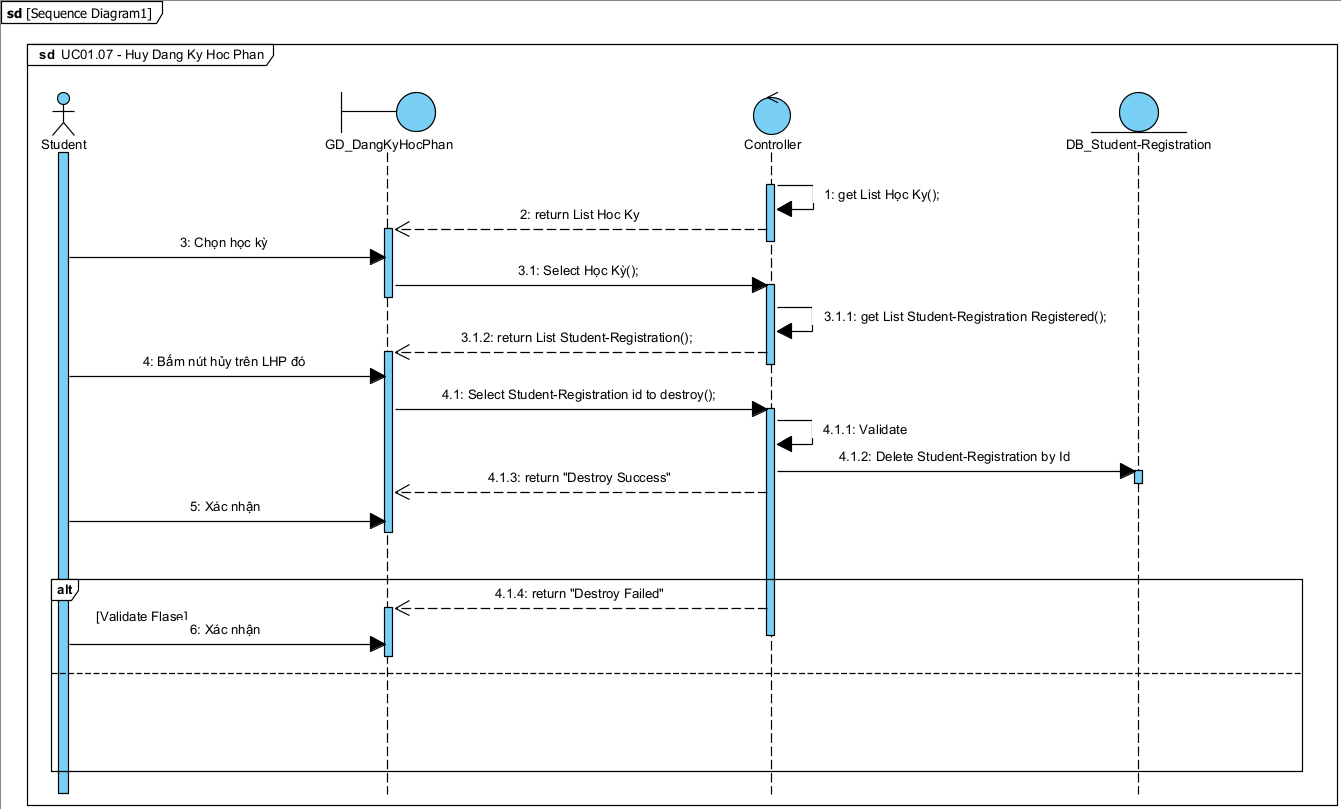 sd [Sequence Diagram1]
sd UC01.07 - Huy Dang Ky Hoc Phan
Student
GD_DangKyHocPhan
Controller
DB_Student-Registration
1: get List Học Ky();
2: return List Hoc Ky
3: Chọn học kỳ
3.1: Select Học Kỳ();
3.1.1: get List Student-Registration Registered();
3.1.2: return List Student-Registration();
4: Bấm nút hủy trên LHP đó
4.1: Select Student-Registration id to destroy();
4.1.1: Validate
4.1.2: Delete Student-Registration by Id
4.1.3: return "Destroy Success"
5: Xác nhận
alt
4.1.4: return "Destroy Failed"
[Validate Flase]
6: Xác nhận